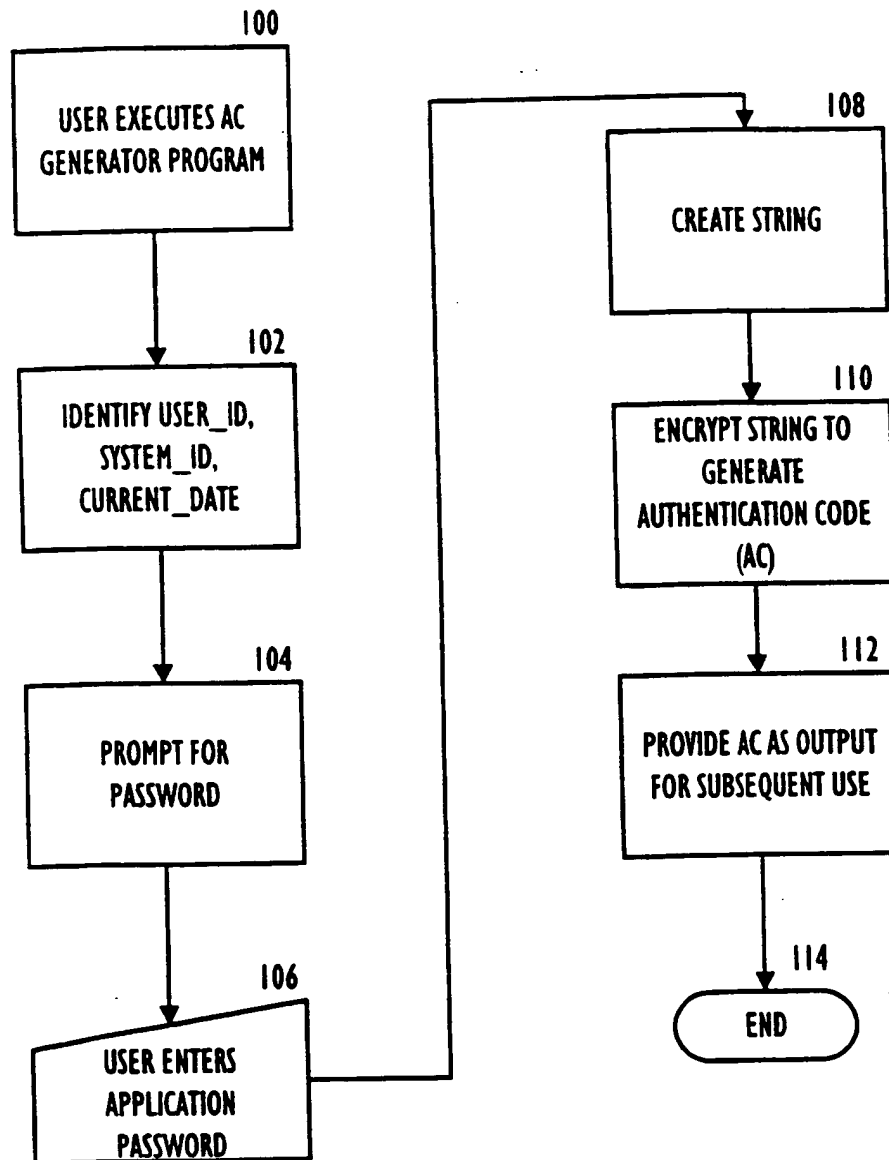 100
USER EXECUTES AC
GENERATOR PROGRAM
102
IDENTIFY USER_ID,
SYSTEM_ID,
CURRENT_DATE
104
PROMPT FOR
PASSWORD
106
USER ENTERS
APPLICATION
PASSWORD
108
CREATE STRING
110
ENCRYPT STRING TO
GENERATE
AUTHENTICATION CODE
(AC)
112
PROVIDE AC AS OUTPUT
FOR SUBSEQUENT USE
114
END